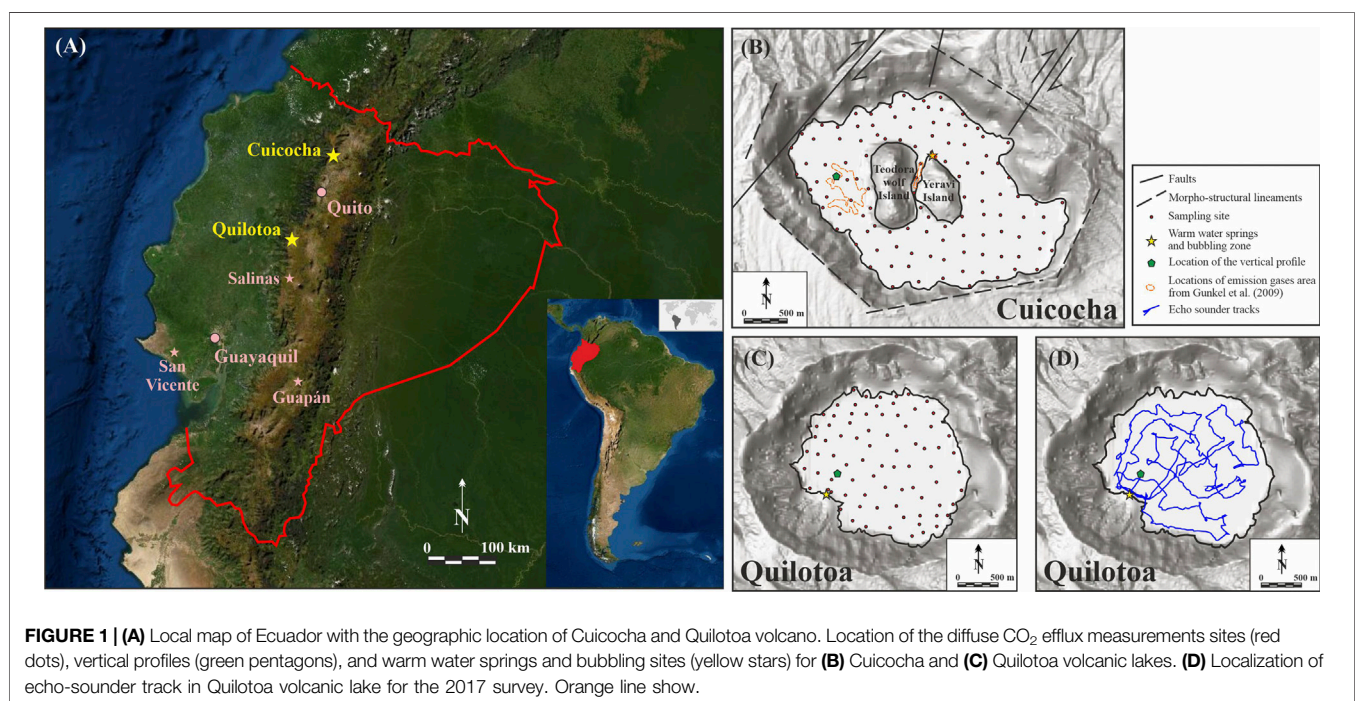 (A)
Cuicocha
Quito
Quilotoa
Salinas
Guayaquil
San
Vicente
Guapán
N
0 100 km
(B)
Teodora
wolf
Island
Yeravi
Island
N
0 500 m
Cuicocha
Faults
Morpho-structural lineaments
Sampling site
Warm water springs
and bubbling zone
Location of the vertical profile
Locations of emission gases area
from Gunkel et al. (2009)
Echo sounder tracks
(C)
Quilotoa
N
0 500 m
(D)
Quilotoa
N
0 500 m
FIGURE 1 | (A) Local map of Ecuador with the geographic location of Cuicocha and Quilotoa volcano. Location of the diffuse CO₂ efflux measurements sites (red
dots), vertical profiles (green pentagons), and warm water springs and bubbling sites (yellow stars) for (B) Cuicocha and (C) Quilotoa volcanic lakes. (D) Localization of
echo-sounder track in Quilotoa volcanic lake for the 2017 survey. Orange line show.